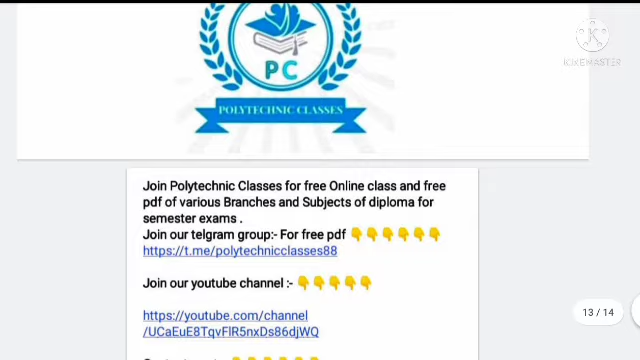 PC
POLYTECHNIC CLASSES
KINEMASTER
Join Polytechnic Classes for free Online class and free
pdf of various Branches and Subjects of diploma for
semester exams .
Join our telgram group:- For free pdf 👇👇👇👇👇👇
https://t.me/polytechnicclasses88
Join our youtube channel :- 👇👇👇👇👇
https://youtube.com/channel
/UCaEuE8TqvFlR5nxDs86djWQ
13 / 14